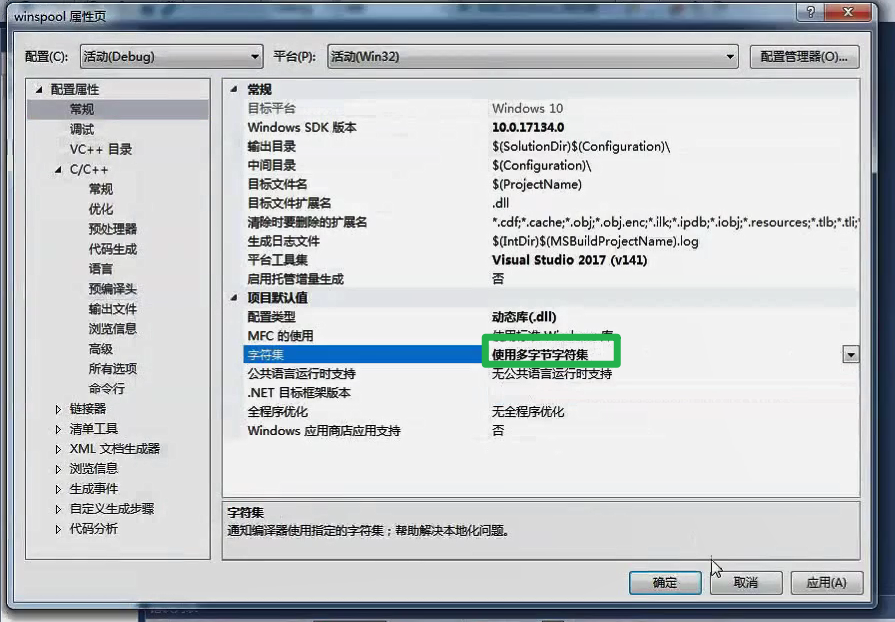 winspool 属性页
配置(C): 活动(Debug) 平台(P): 活动(Win32) 配置管理器(O)...
配置属性
常规
调试
VC++ 目录
C/C++
常规
优化
预处理器
代码生成
语言
预编译头
输出文件
浏览信息
高级
所有选项
命令行
链接器
清单工具
XML 文档生成器
浏览信息
生成事件
自定义生成步骤
代码分析
常规
目标平台 Windows 10
Windows SDK 版本 10.0.17134.0
输出目录 $(SolutionDir)$(Configuration)\
中间目录 $(Configuration)\
目标文件名 $(ProjectName)
目标文件扩展名 .dll
清除时要删除的扩展名 *.cdf;*.cache;*.obj;*.obj.enc;*.ilk;*.ipdb;*.iobj;*.resources;*.tlb;*.tli;
生成日志文件 $(IntDir)$(MSBuildProjectName).log
平台工具集 Visual Studio 2017 (v141)
启用托管增量生成 否
项目默认值
配置类型 动态库(.dll)
MFC 的使用 使用标准 Windows 库
字符集 使用多字节字符集
公共语言运行时支持 无公共语言运行时支持
.NET 目标框架版本
全程序优化 无全程序优化
Windows 应用商店应用支持 否
字符集
通知编译器使用指定的字符集；帮助解决本地化问题。
确定 取消 应用(A)